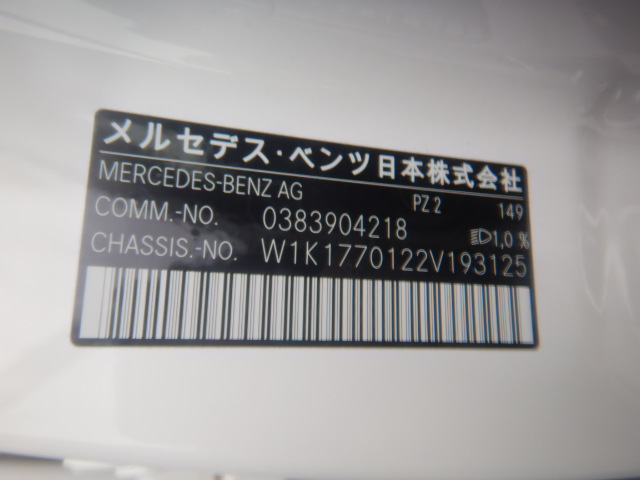 メルセデス・ベンツ日本株式会社
MERCEDES-BENZ AG PZ 2 149
COMM.-NO. 0383904218 1,0 %
CHASSIS.-NO. W1K1770122V193125